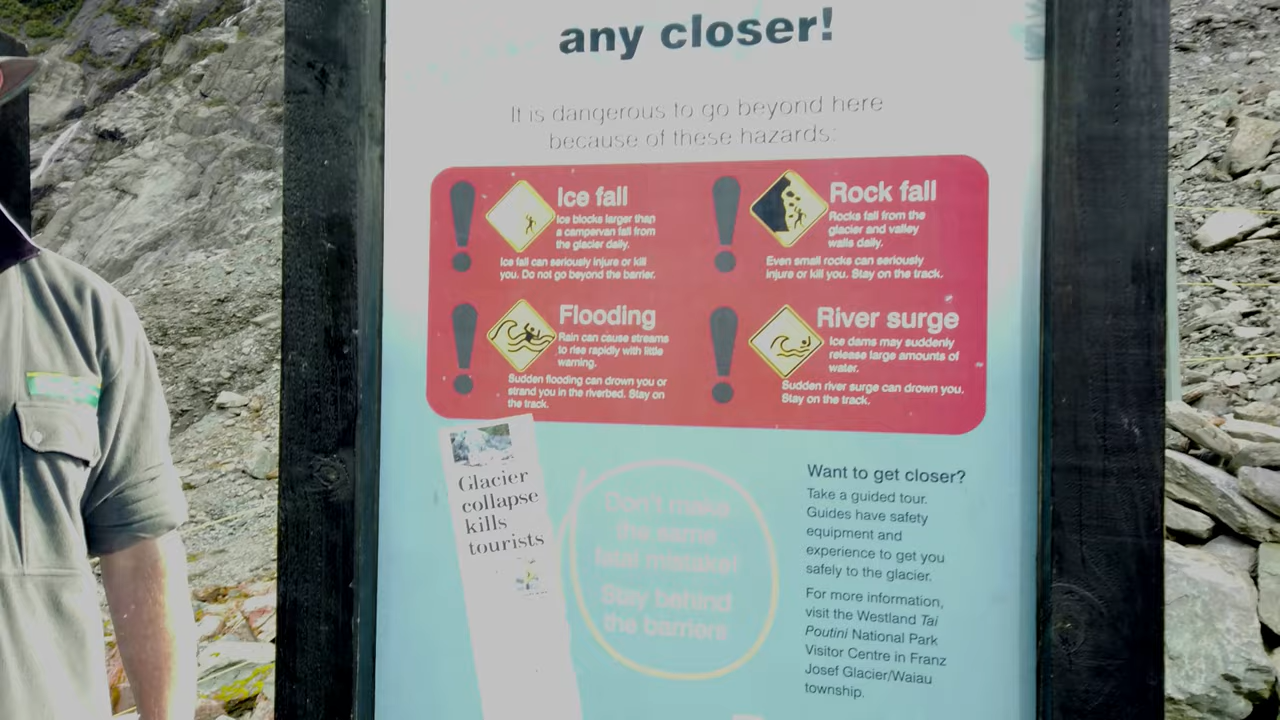 any closer!
It is dangerous to go beyond here
because of these hazards:
Ice fall
Ice blocks larger than
a campervan fall from
the glacier daily.
Ice fall can seriously injure or kill
you. Do not go beyond the barrier.
Rock fall
Rocks fall from the
glacier and valley
walls daily.
Even small rocks can seriously
injure or kill you. Stay on the track.
Flooding
Rain can cause streams
to rise rapidly with little
warning.
Sudden flooding can drown you or
strand you in the riverbed. Stay on
the track.
River surge
Ice dams may suddenly
release large amounts of
water.
Sudden river surge can drown you.
Stay on the track.
Glacier
collapse
kills
tourists
Don't make
the same
fatal mistake!
Stay behind
the barriers
Want to get closer?
Take a guided tour.
Guides have safety
equipment and
experience to get you
safely to the glacier.
For more information,
visit the Westland Tai
Poutini National Park
Visitor Centre in Franz
Josef Glacier/Waiau
township.